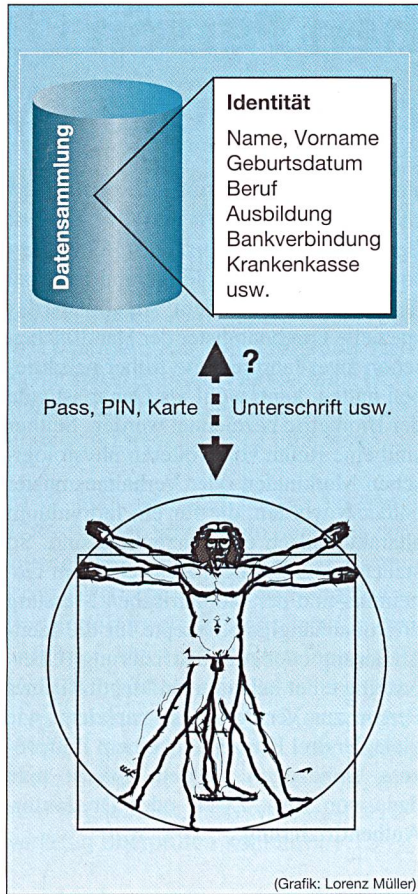 Datensammlung
Identität
Name, Vorname
Geburtsdatum
Beruf
Ausbildung
Bankverbindung
Krankenkasse
usw.
?
Pass, PIN, Karte Unterschrift usw.
(Grafik: Lorenz Müller)